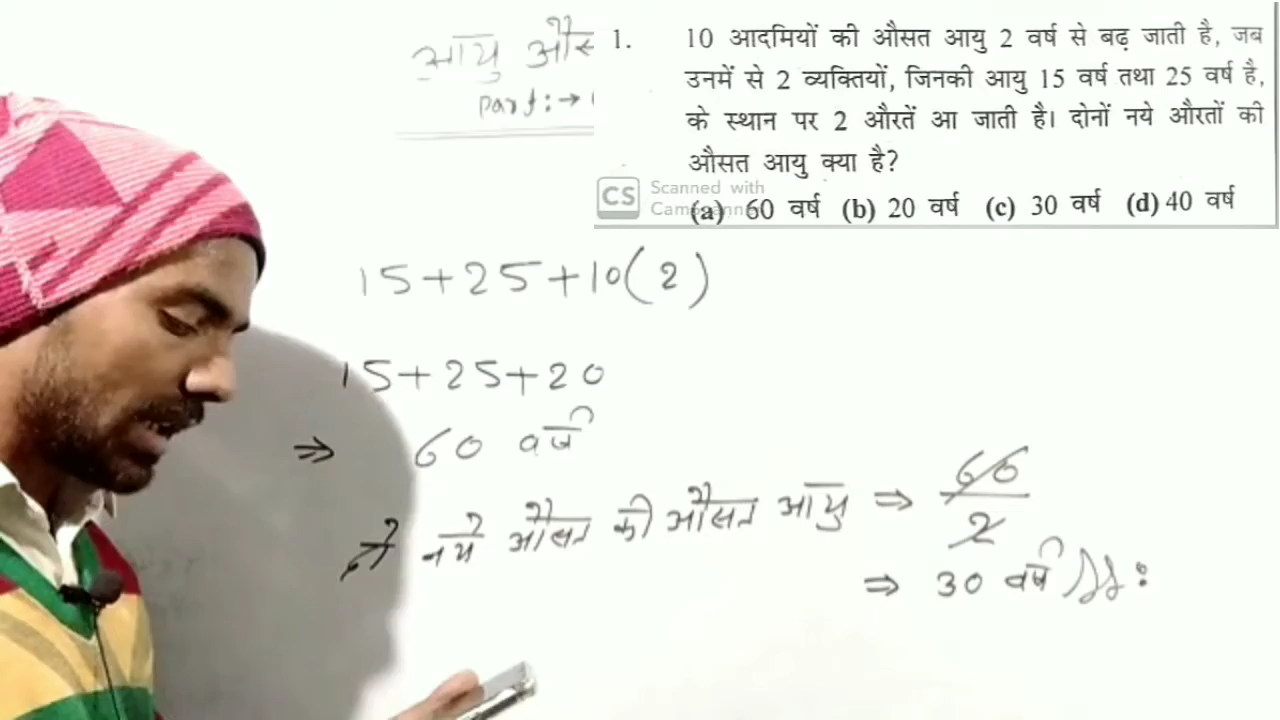 आयु औस
Part:→
1. 10 आदमियों की औसत आयु 2 वर्ष से बढ़ जाती है, जब
उनमें से 2 व्यक्तियों, जिनकी आयु 15 वर्ष तथा 25 वर्ष है,
के स्थान पर 2 औरतें आ जाती है। दोनों नये औरतों की
औसत आयु क्या है?
CS Scanned with
CamScanner
(a) 60 वर्ष (b) 20 वर्ष (c) 30 वर्ष (d) 40 वर्ष
15+25+10(2)
15+25+20
⇒ 60 वर्ष
दो नये औसत की औसत आयु ⇒ 60/2
⇒ 30 वर्ष